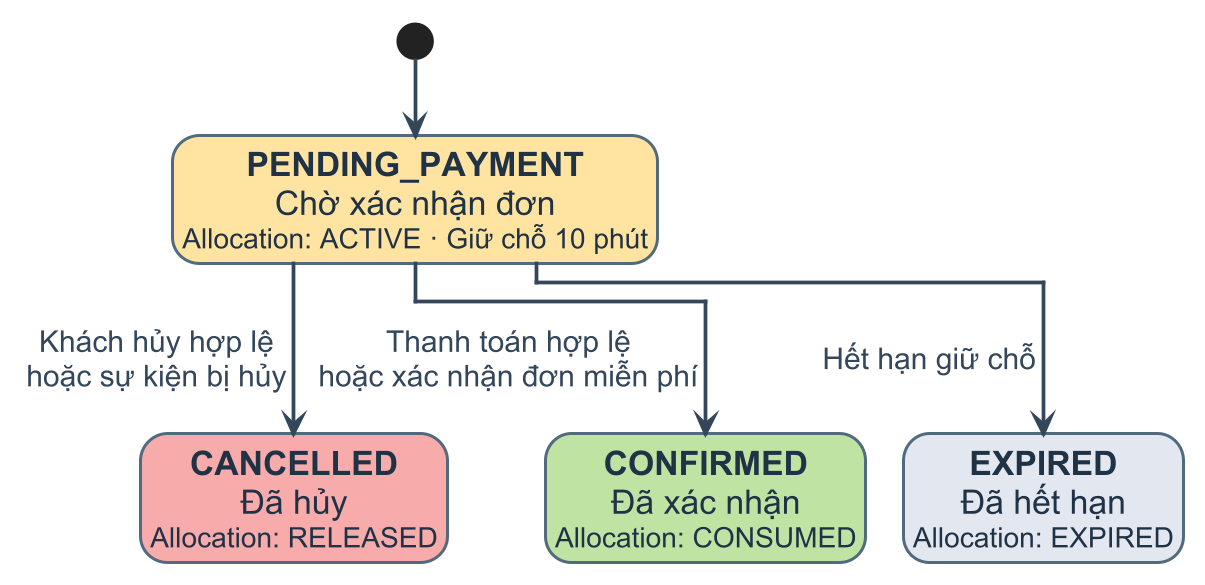 PENDING_PAYMENT
Chờ xác nhận đơn
Allocation: ACTIVE · Giữ chỗ 10 phút
Khách hủy hợp lệ
hoặc sự kiện bị hủy
Thanh toán hợp lệ
hoặc xác nhận đơn miễn phí
Hết hạn giữ chỗ
CANCELLED
Đã hủy
Allocation: RELEASED
CONFIRMED
Đã xác nhận
Allocation: CONSUMED
EXPIRED
Đã hết hạn
Allocation: EXPIRED